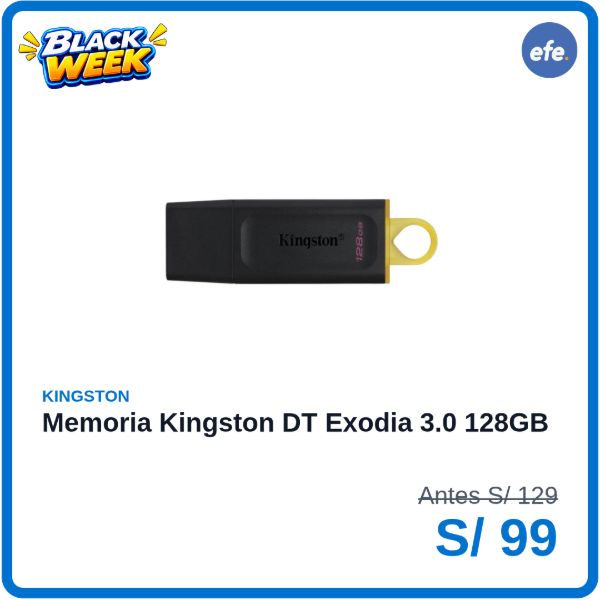 BLACK
WEEK
efe.
Kingston®
128GB
KINGSTON
Memoria Kingston DT Exodia 3.0 128GB
Antes S/ 129
S/ 99